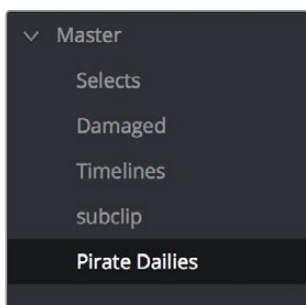 Master
Selects
Damaged
Timelines
subclip
Pirate Dailies